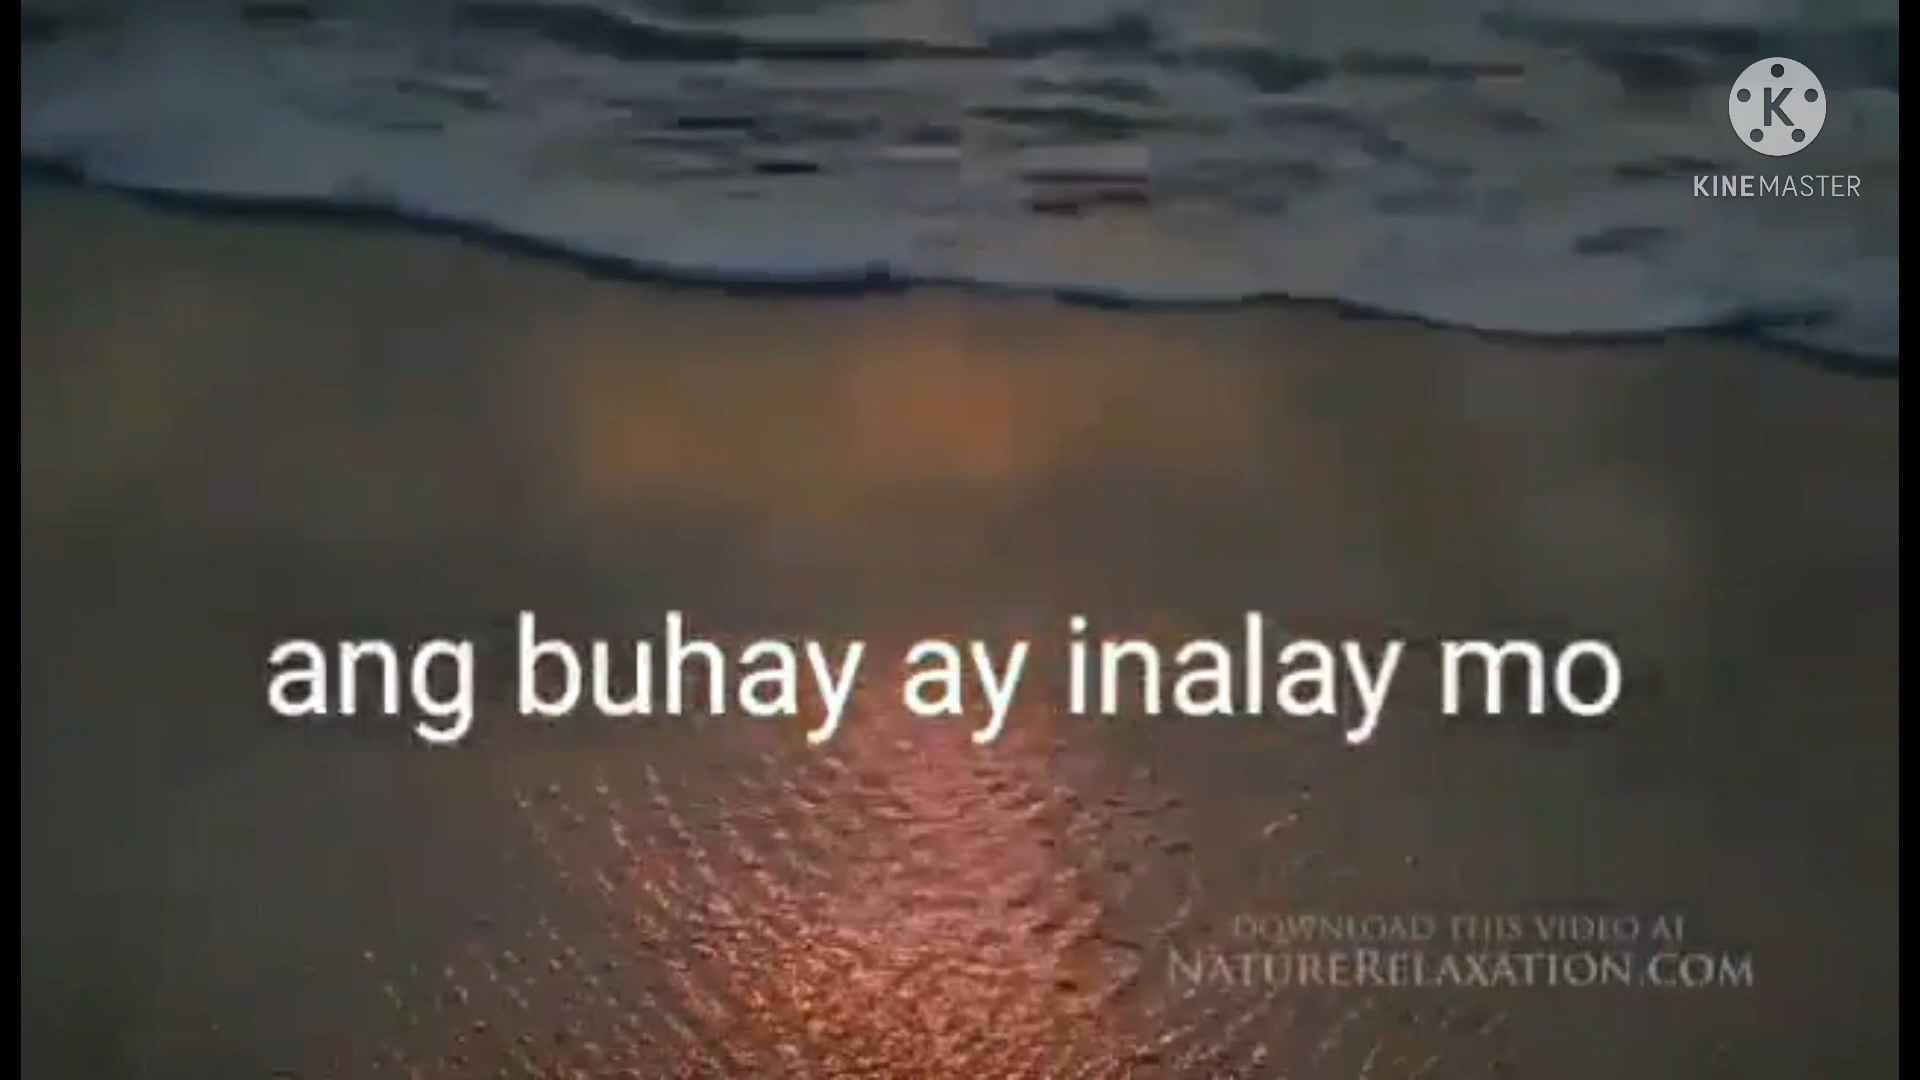 K
KINEMASTER
ang buhay ay inalay mo
DOWNLOAD THIS VIDEO AT
NATURERELAXATION.COM